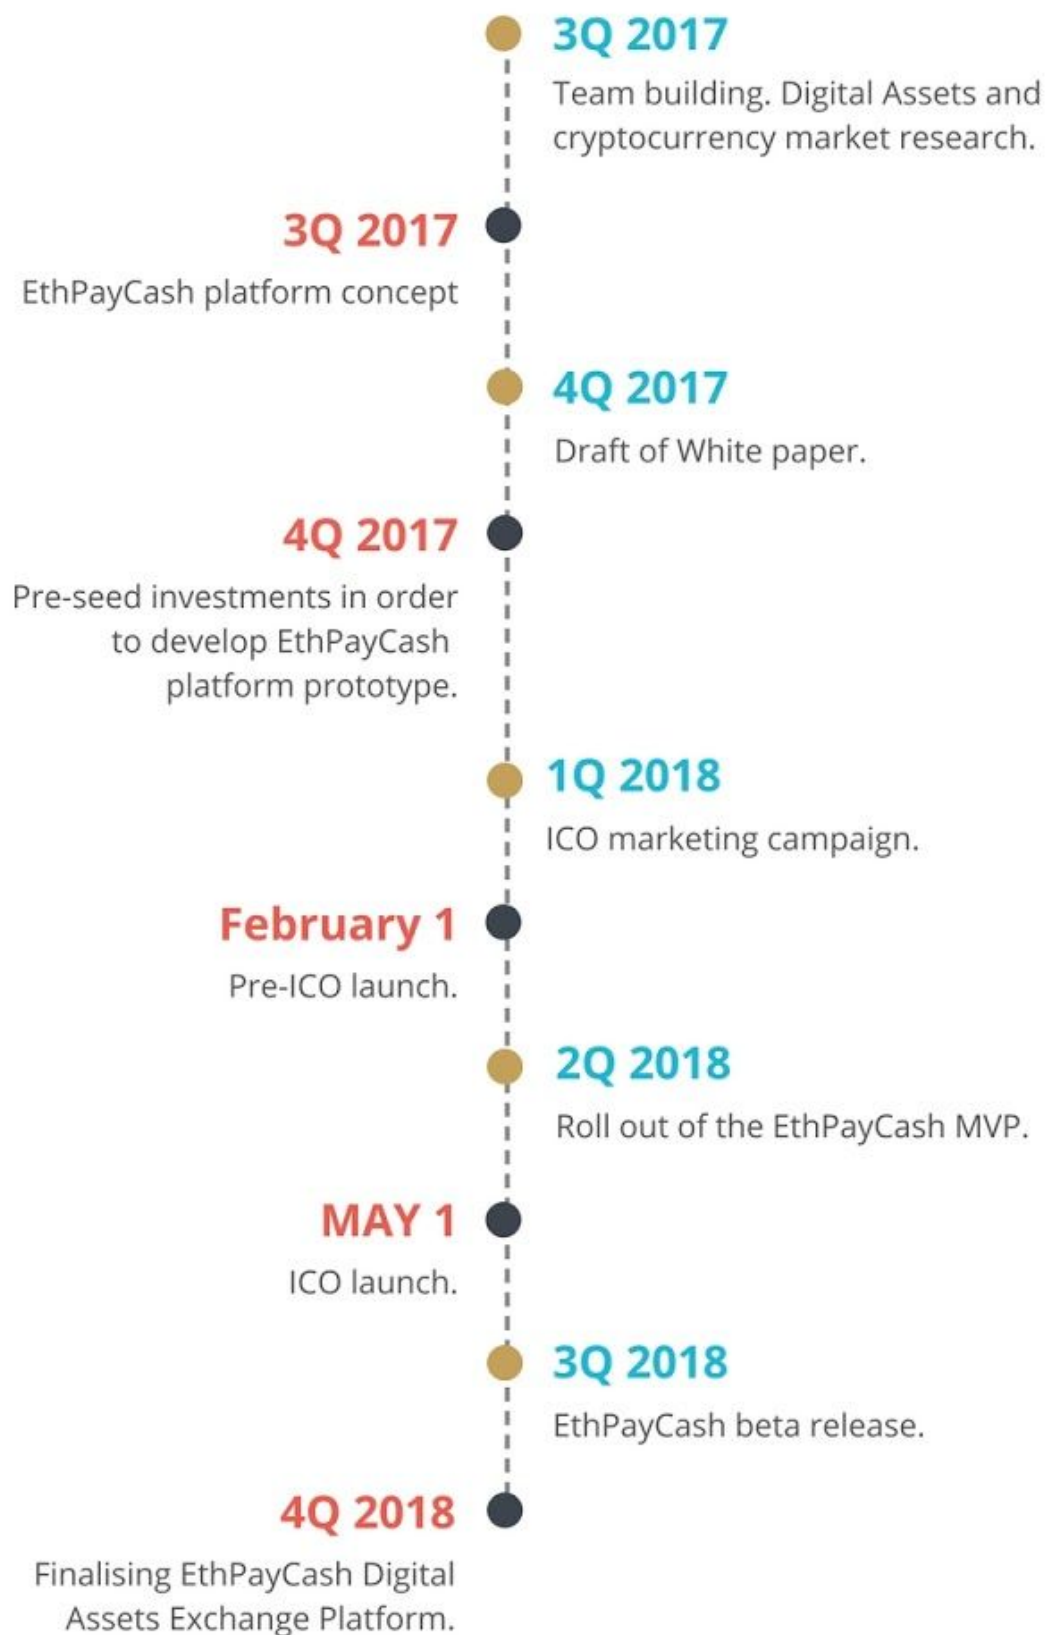 3Q 2017
Team building. Digital Assets and
cryptocurrency market research.
3Q 2017
EthPayCash platform concept
4Q 2017
Draft of White paper.
4Q 2017
Pre-seed investments in order
to develop EthPayCash
platform prototype.
1Q 2018
ICO marketing campaign.
February 1
Pre-ICO launch.
2Q 2018
Roll out of the EthPayCash MVP.
MAY 1
ICO launch.
3Q 2018
EthPayCash beta release.
4Q 2018
Finalising EthPayCash Digital
Assets Exchange Platform.